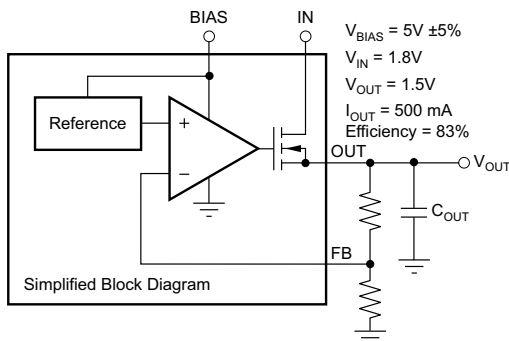 BIAS
IN
V_BIAS = 5V ±5%
V_IN = 1.8V
V_OUT = 1.5V
I_OUT = 500 mA
Efficiency = 83%
Reference
+
−
OUT
V_OUT
C_OUT
FB
Simplified Block Diagram